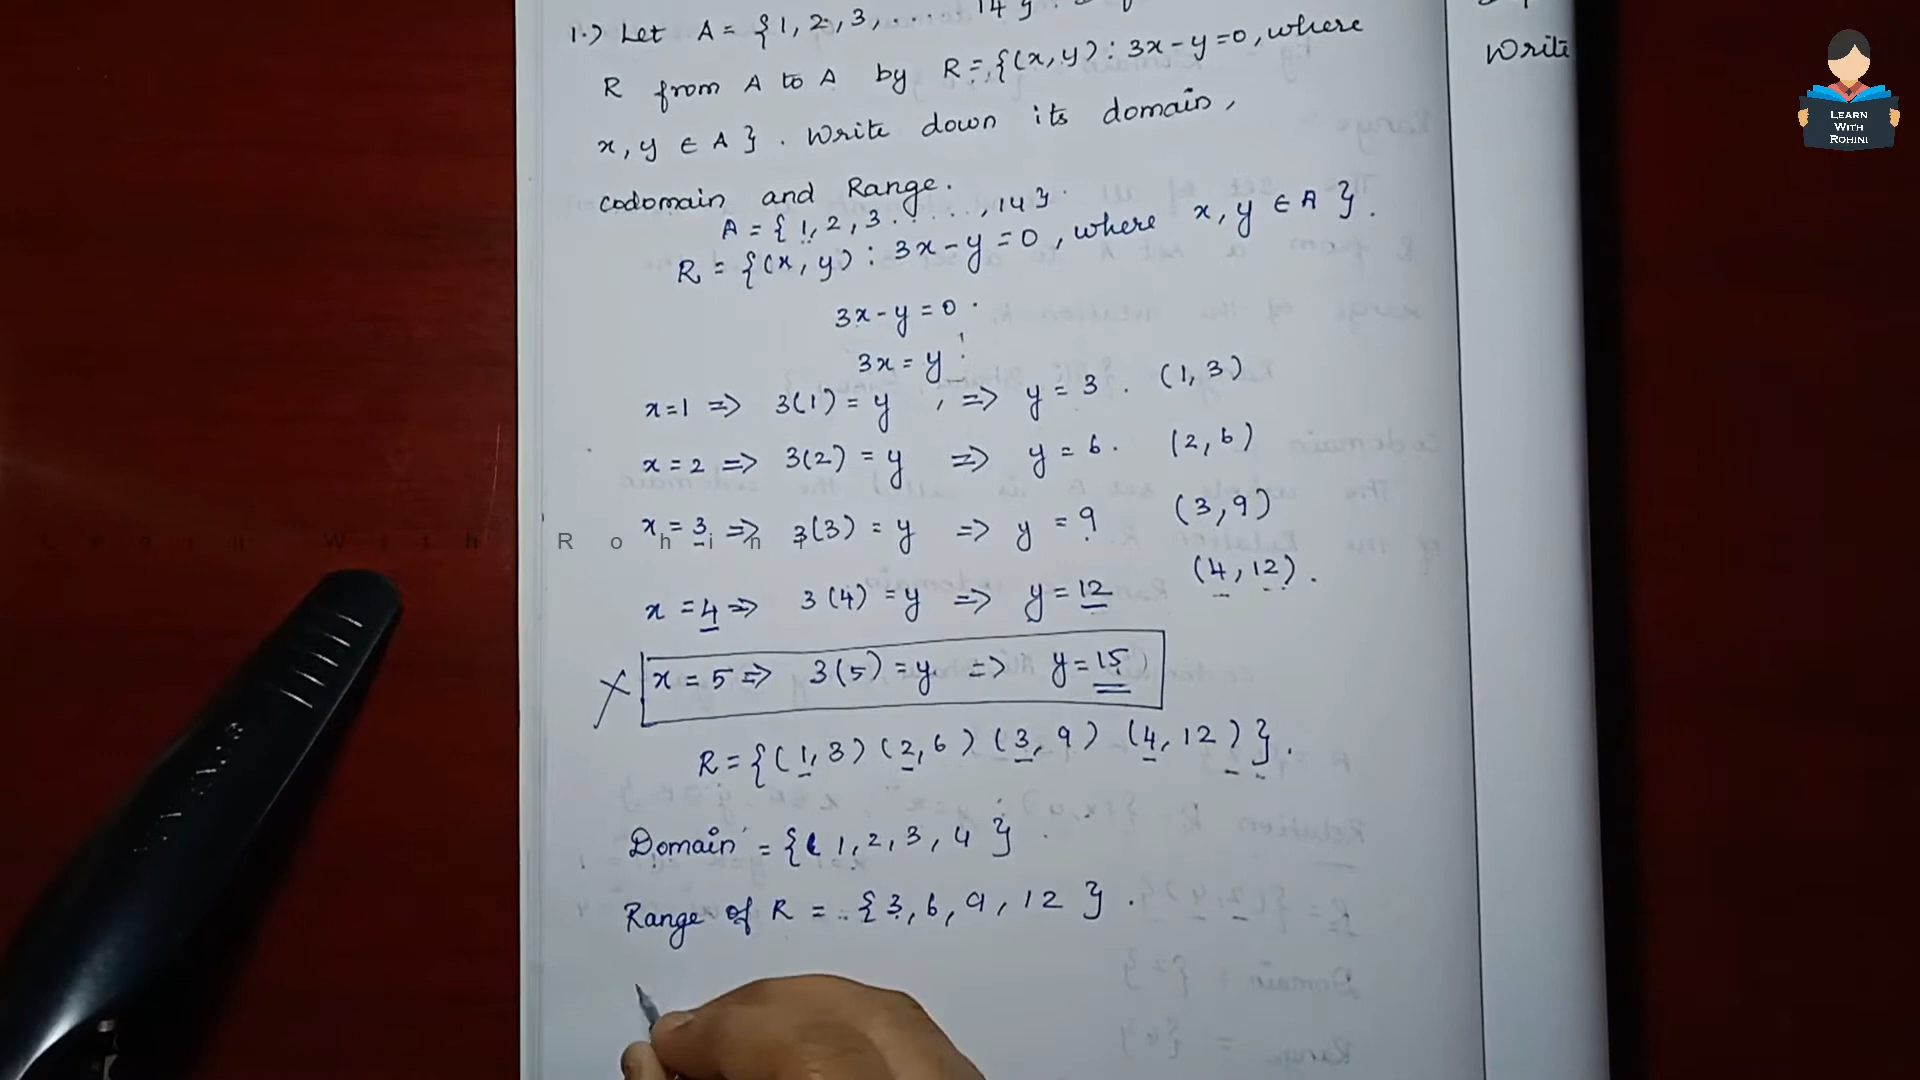 1.) Let A = {1, 2, 3, ..... 14}.
R from A to A by R = {(x, y) : 3x - y = 0, where
x, y ∈ A }. Write down its domain,
codomain and Range.
A = { 1, 2, 3 ....., 14 }.
R = {(x, y) : 3x - y = 0, where x, y ∈ A }.
3x - y = 0.
3x = y
x=1 => 3(1) = y , => y = 3. (1, 3)
x = 2 => 3(2) = y => y = 6. (2, 6)
x = 3 => 3(3) = y => y = 9 (3, 9)
x = 4 => 3(4) = y => y = 12 (4, 12).
x = 5 => 3(5) = y => y = 15
R = {(1, 3) (2, 6) (3, 9) (4, 12)}.
Domain = { 1, 2, 3, 4 }
Range of R = {3, 6, 9, 12 }.
Write
LEARN
WITH
ROHINI
Learn With Rohini